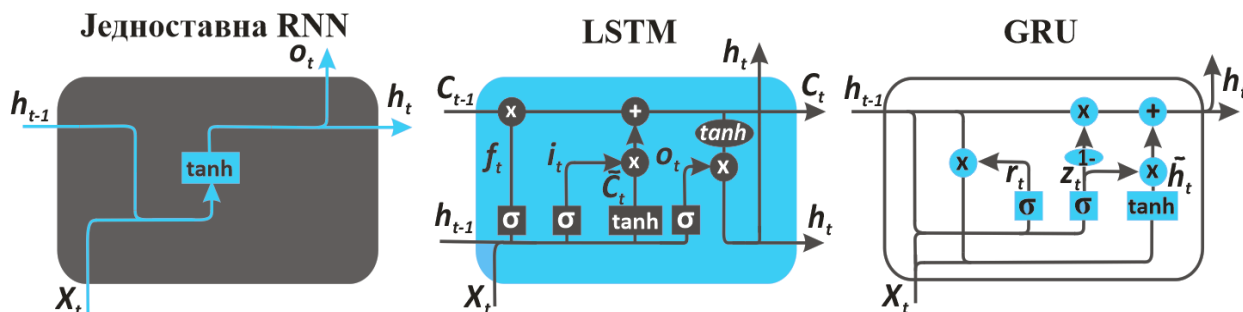 Једноставна RNN
o_t
h_{t-1}
h_t
tanh
X_t
LSTM
h_t
C_{t-1}
C_t
x
+
tanh
f_t
i_t
x
o_t
x
C̃_t
h_{t-1}
σ
σ
tanh
σ
h_t
X_t
GRU
h_{t-1}
h_t
x
+
1-
x
r_t
z_t
x
h̃_t
σ
σ
tanh
X_t